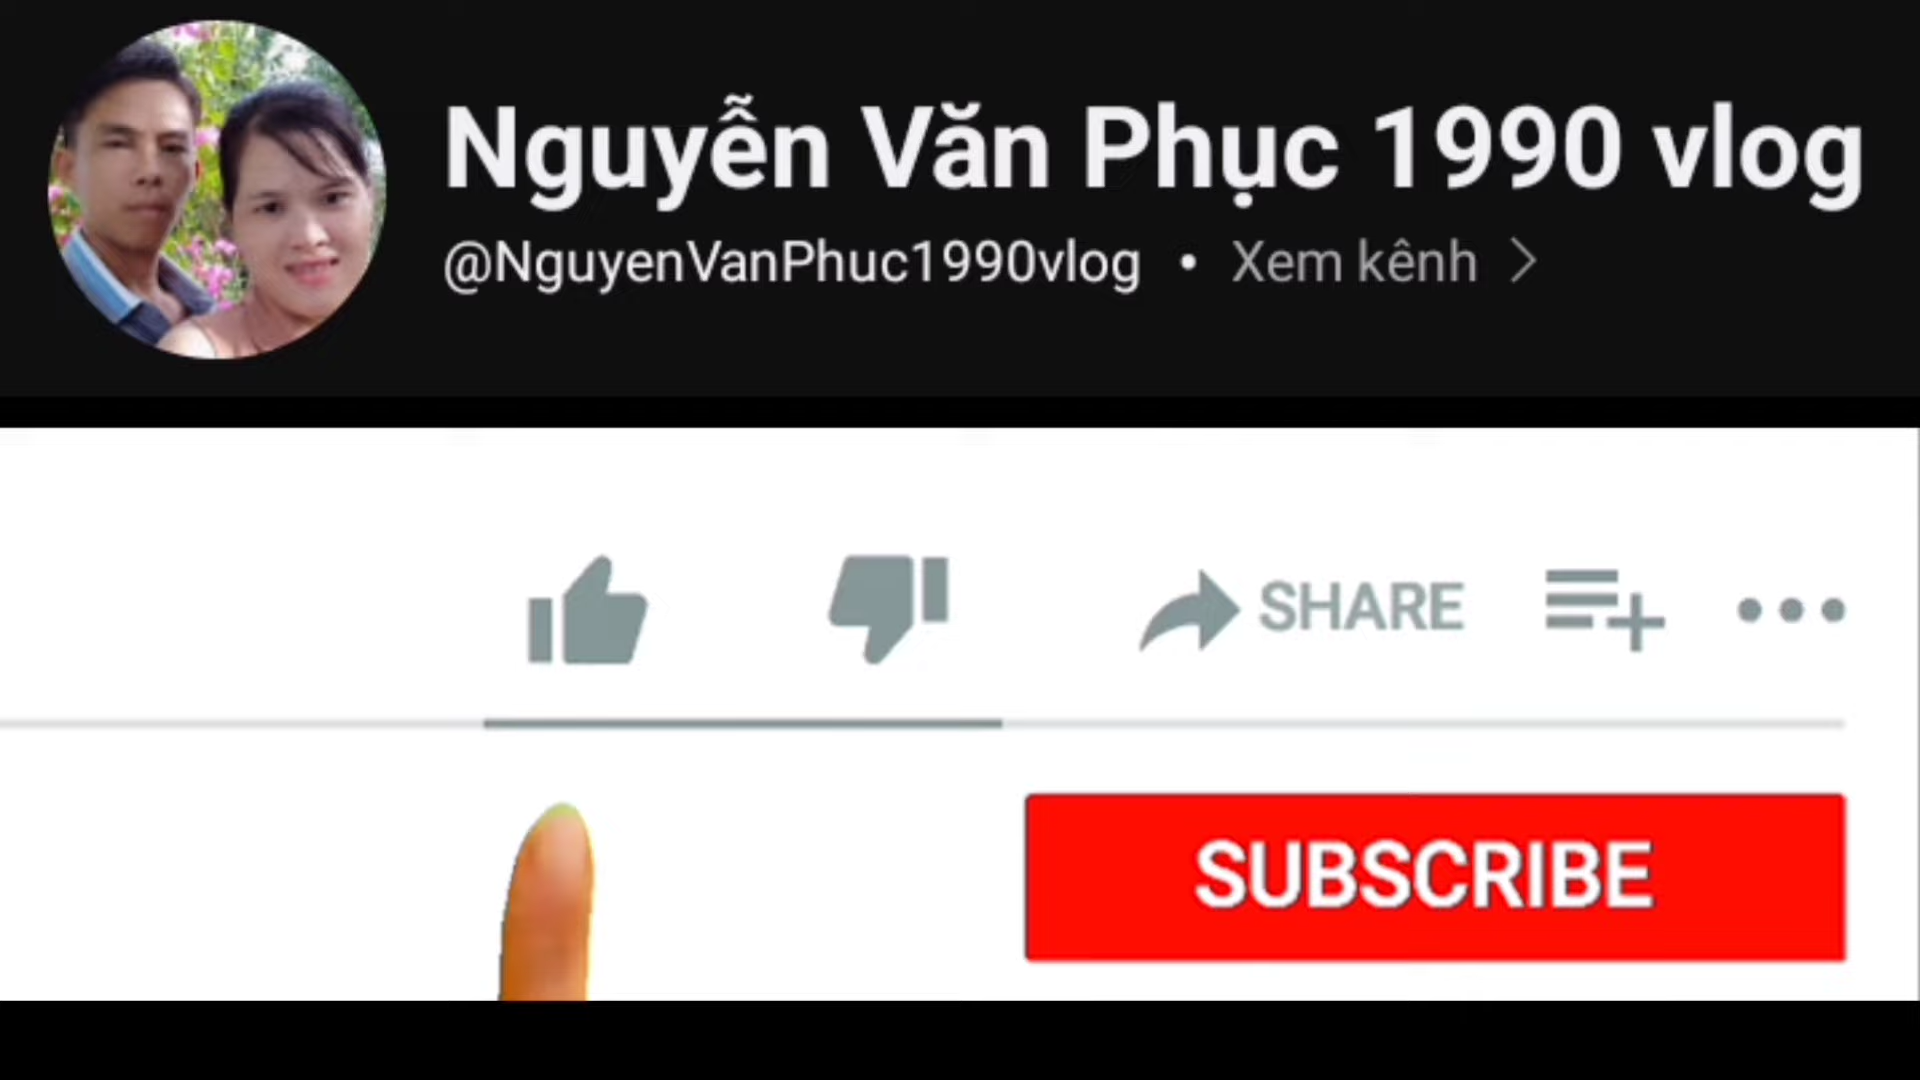 Nguyễn Văn Phục 1990 vlog
@NguyenVanPhuc1990vlog • Xem kênh
SHARE
SUBSCRIBE